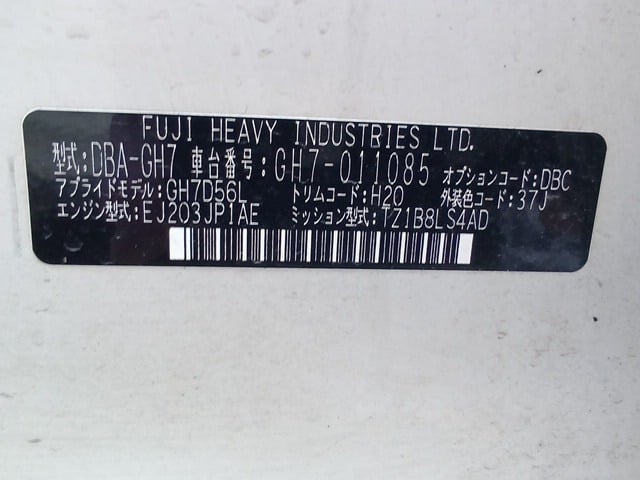 FUJI HEAVY INDUSTRIES LTD.
型式:DBA-GH7 車台番号:GH7-011085 オプションコード:DBC
アプライドモデル:GH7D56L トリムコード:H20 外装色コード:37J
エンジン型式:EJ203JP1AE ミッション型式:TZ1B8LS4AD